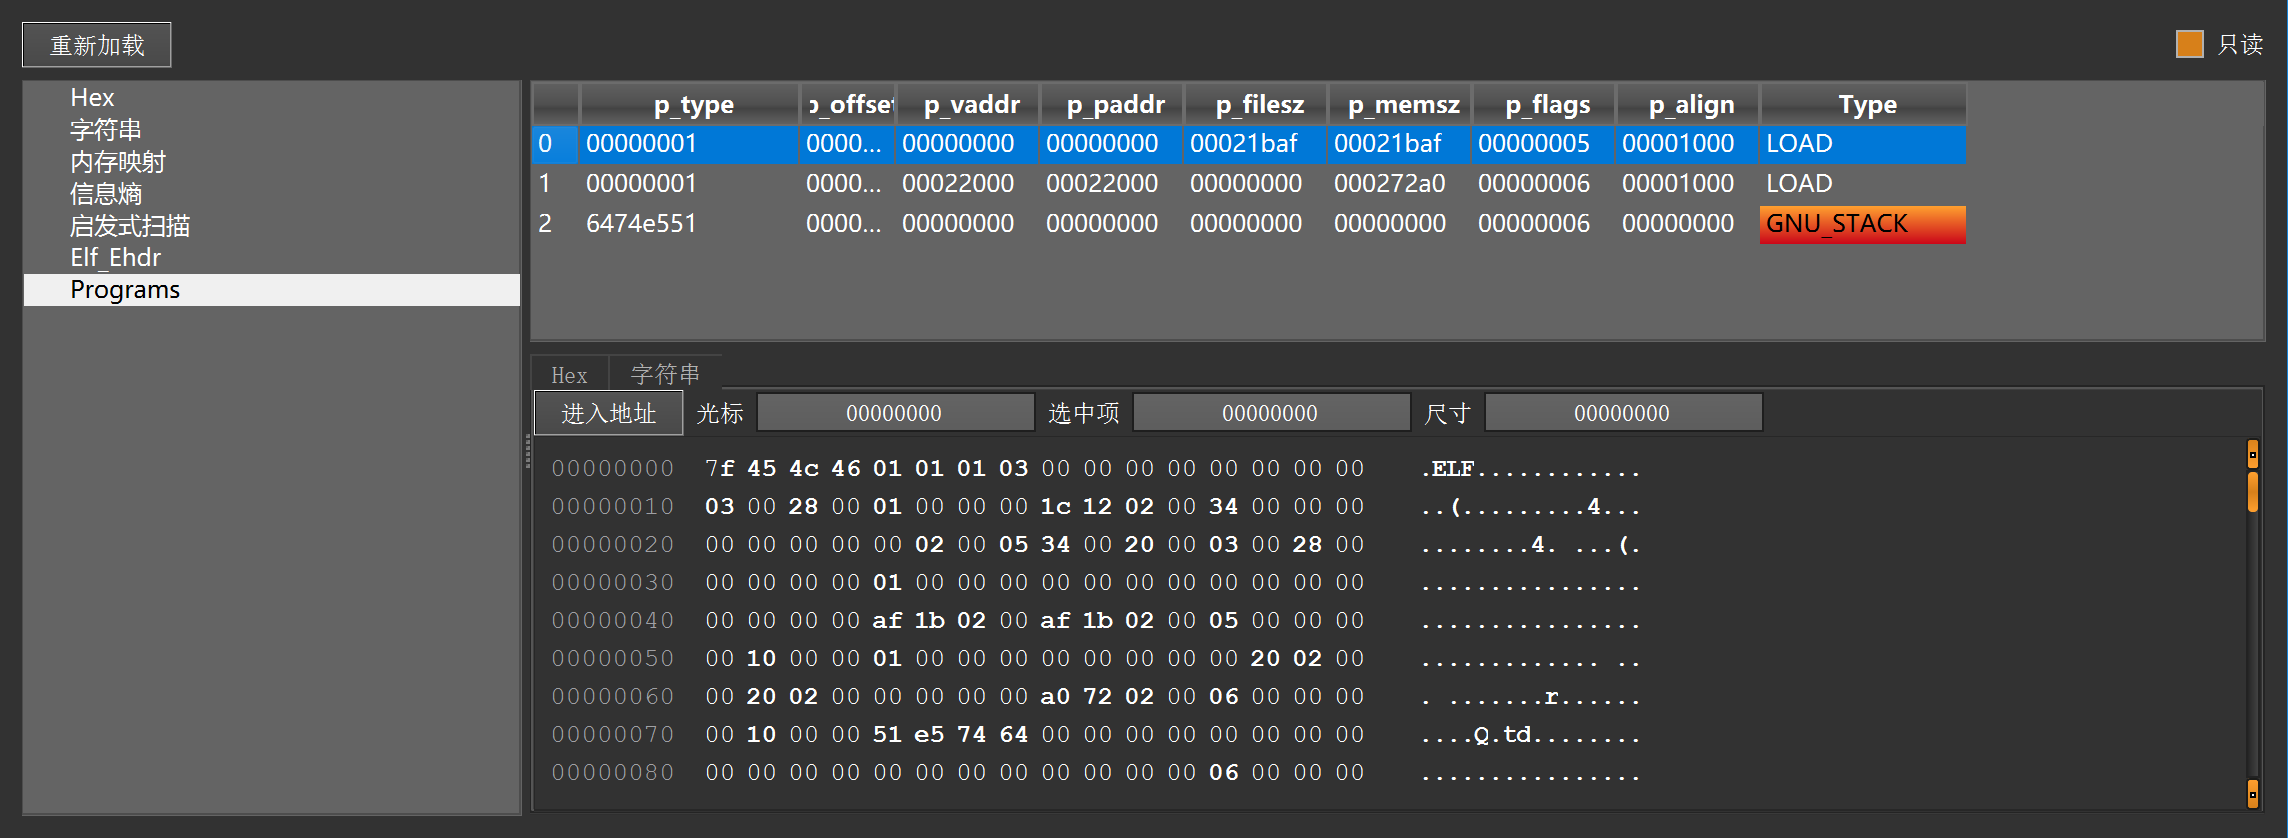 重新加载
只读
Hex
字符串
内存映射
信息熵
启发式扫描
Elf_Ehdr
Programs
p_type p_offset p_vaddr p_paddr p_filesz p_memsz p_flags p_align Type
0 00000001 0000... 00000000 00000000 00021baf 00021baf 00000005 00001000 LOAD
1 00000001 0000... 00022000 00022000 00000000 000272a0 00000006 00001000 LOAD
2 6474e551 0000... 00000000 00000000 00000000 00000000 00000006 00000000 GNU_STACK
Hex 字符串
进入地址 光标 00000000 选中项 00000000 尺寸 00000000
00000000 7f 45 4c 46 01 01 01 03 00 00 00 00 00 00 00 00 .ELF............
00000010 03 00 28 00 01 00 00 00 1c 12 02 00 34 00 00 00 ..(.........4...
00000020 00 00 00 00 00 02 00 05 34 00 20 00 03 00 28 00 ........4. ...(.
00000030 00 00 00 00 01 00 00 00 00 00 00 00 00 00 00 00 ................
00000040 00 00 00 00 af 1b 02 00 af 1b 02 00 05 00 00 00 ................
00000050 00 10 00 00 01 00 00 00 00 00 00 00 00 20 02 00 ............. ..
00000060 00 20 02 00 00 00 00 00 a0 72 02 00 06 00 00 00 . .......r......
00000070 00 10 00 00 51 e5 74 64 00 00 00 00 00 00 00 00 ....Q.td........
00000080 00 00 00 00 00 00 00 00 00 00 00 00 06 00 00 00 ................